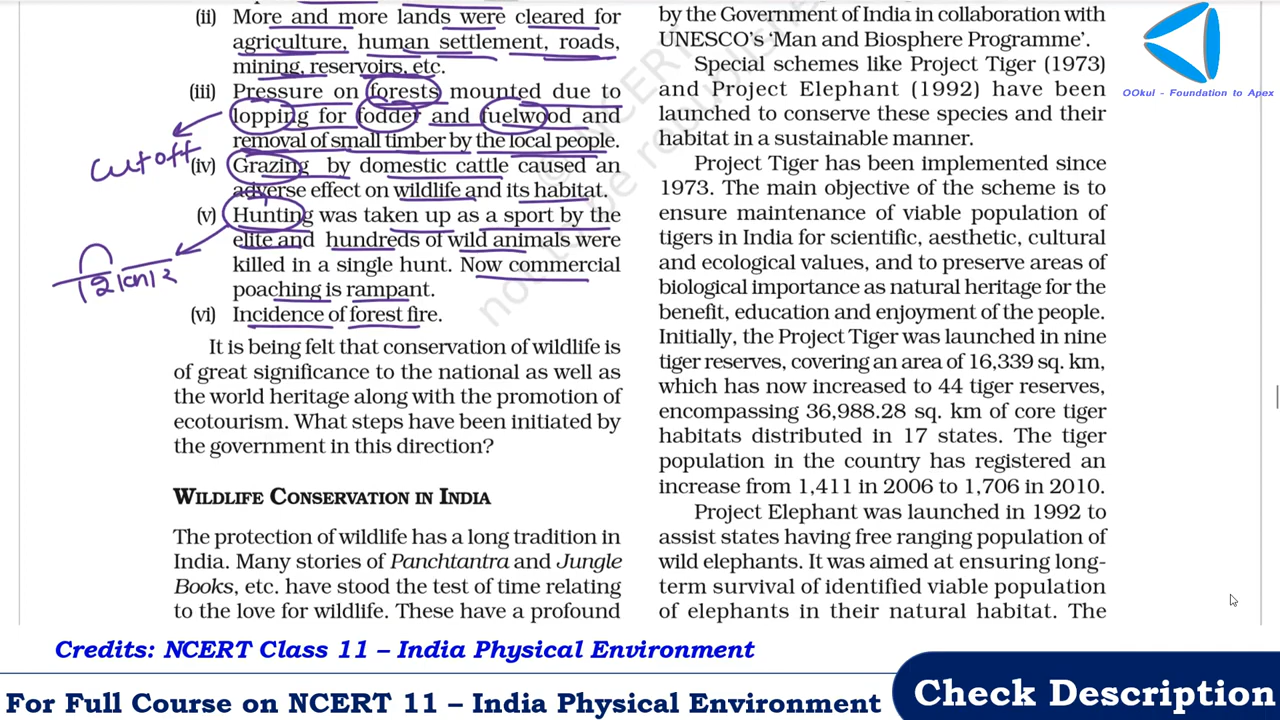 (ii) More and more lands were cleared for
agriculture, human settlement, roads,
mining, reservoirs, etc.
(iii) Pressure on forests mounted due to
lopping for fodder and fuelwood and
removal of small timber by the local people.
(iv) Grazing by domestic cattle caused an
adverse effect on wildlife and its habitat.
(v) Hunting was taken up as a sport by the
elite and hundreds of wild animals were
killed in a single hunt. Now commercial
poaching is rampant.
(vi) Incidence of forest fire.
cut off
It is being felt that conservation of wildlife is
of great significance to the national as well as
the world heritage along with the promotion of
ecotourism. What steps have been initiated by
the government in this direction?
WILDLIFE CONSERVATION IN INDIA
The protection of wildlife has a long tradition in
India. Many stories of Panchtantra and Jungle
Books, etc. have stood the test of time relating
to the love for wildlife. These have a profound
by the Government of India in collaboration with
UNESCO's 'Man and Biosphere Programme'.
Special schemes like Project Tiger (1973)
and Project Elephant (1992) have been
launched to conserve these species and their
habitat in a sustainable manner.
Project Tiger has been implemented since
1973. The main objective of the scheme is to
ensure maintenance of viable population of
tigers in India for scientific, aesthetic, cultural
and ecological values, and to preserve areas of
biological importance as natural heritage for the
benefit, education and enjoyment of the people.
Initially, the Project Tiger was launched in nine
tiger reserves, covering an area of 16,339 sq. km,
which has now increased to 44 tiger reserves,
encompassing 36,988.28 sq. km of core tiger
habitats distributed in 17 states. The tiger
population in the country has registered an
increase from 1,411 in 2006 to 1,706 in 2010.
Project Elephant was launched in 1992 to
assist states having free ranging population of
wild elephants. It was aimed at ensuring long-
term survival of identified viable population
of elephants in their natural habitat. The
OOkul - Foundation to Apex
© NCERT
not be republished
Credits: NCERT Class 11 – India Physical Environment
For Full Course on NCERT 11 – India Physical Environment
Check Description